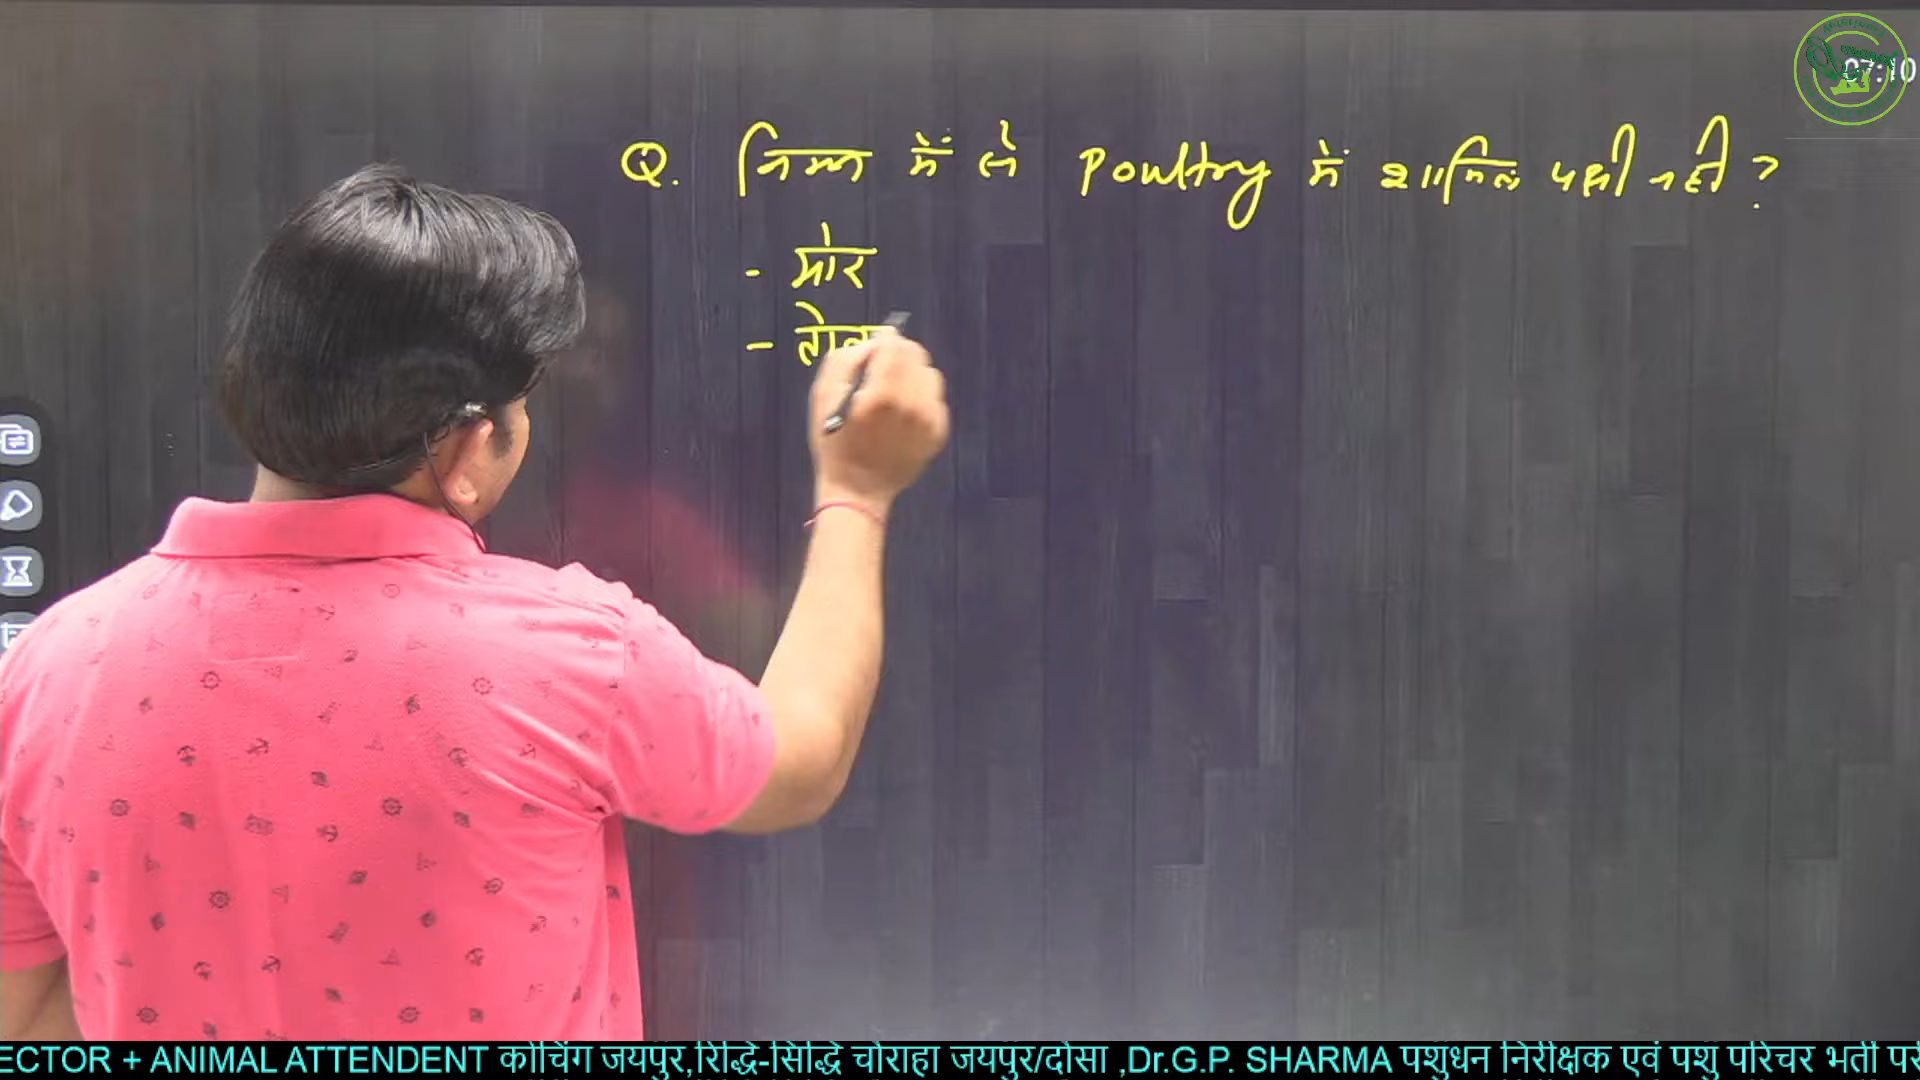 07:10
Q. निम्न में से Poultry में शामिल पक्षी नहीं ?
- मोर
-
ECTOR + ANIMAL ATTENDENT कोचिंग जयपुर,रिद्धि-सिद्धि चौराहा जयपुर/दौसा ,Dr.G.P. SHARMA पशुधन निरीक्षक एवं पशु परिचर भर्ती परी